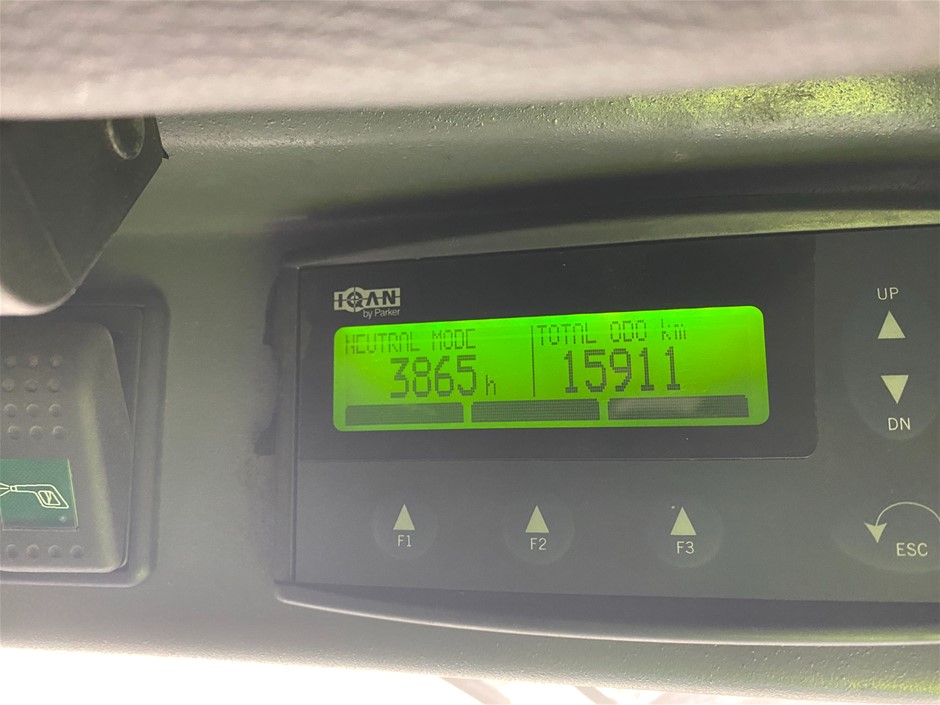 IQAN
by Parker
NEUTRAL MODE
3865 h
TOTAL ODO km
15911
UP
DN
F1
F2
F3
ESC